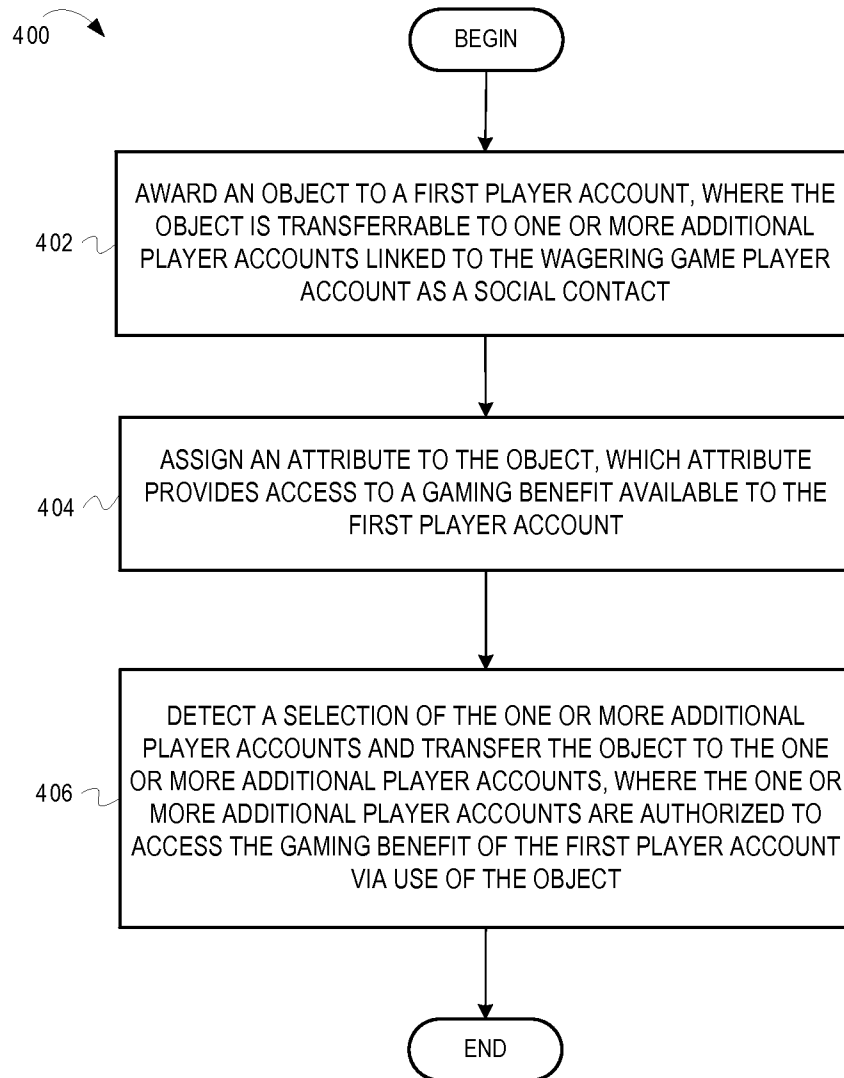 400
BEGIN
402
AWARD AN OBJECT TO A FIRST PLAYER ACCOUNT, WHERE THE
OBJECT IS TRANSFERRABLE TO ONE OR MORE ADDITIONAL
PLAYER ACCOUNTS LINKED TO THE WAGERING GAME PLAYER
ACCOUNT AS A SOCIAL CONTACT
404
ASSIGN AN ATTRIBUTE TO THE OBJECT, WHICH ATTRIBUTE
PROVIDES ACCESS TO A GAMING BENEFIT AVAILABLE TO THE
FIRST PLAYER ACCOUNT
406
DETECT A SELECTION OF THE ONE OR MORE ADDITIONAL
PLAYER ACCOUNTS AND TRANSFER THE OBJECT TO THE ONE
OR MORE ADDITIONAL PLAYER ACCOUNTS, WHERE THE ONE OR
MORE ADDITIONAL PLAYER ACCOUNTS ARE AUTHORIZED TO
ACCESS THE GAMING BENEFIT OF THE FIRST PLAYER ACCOUNT
VIA USE OF THE OBJECT
END